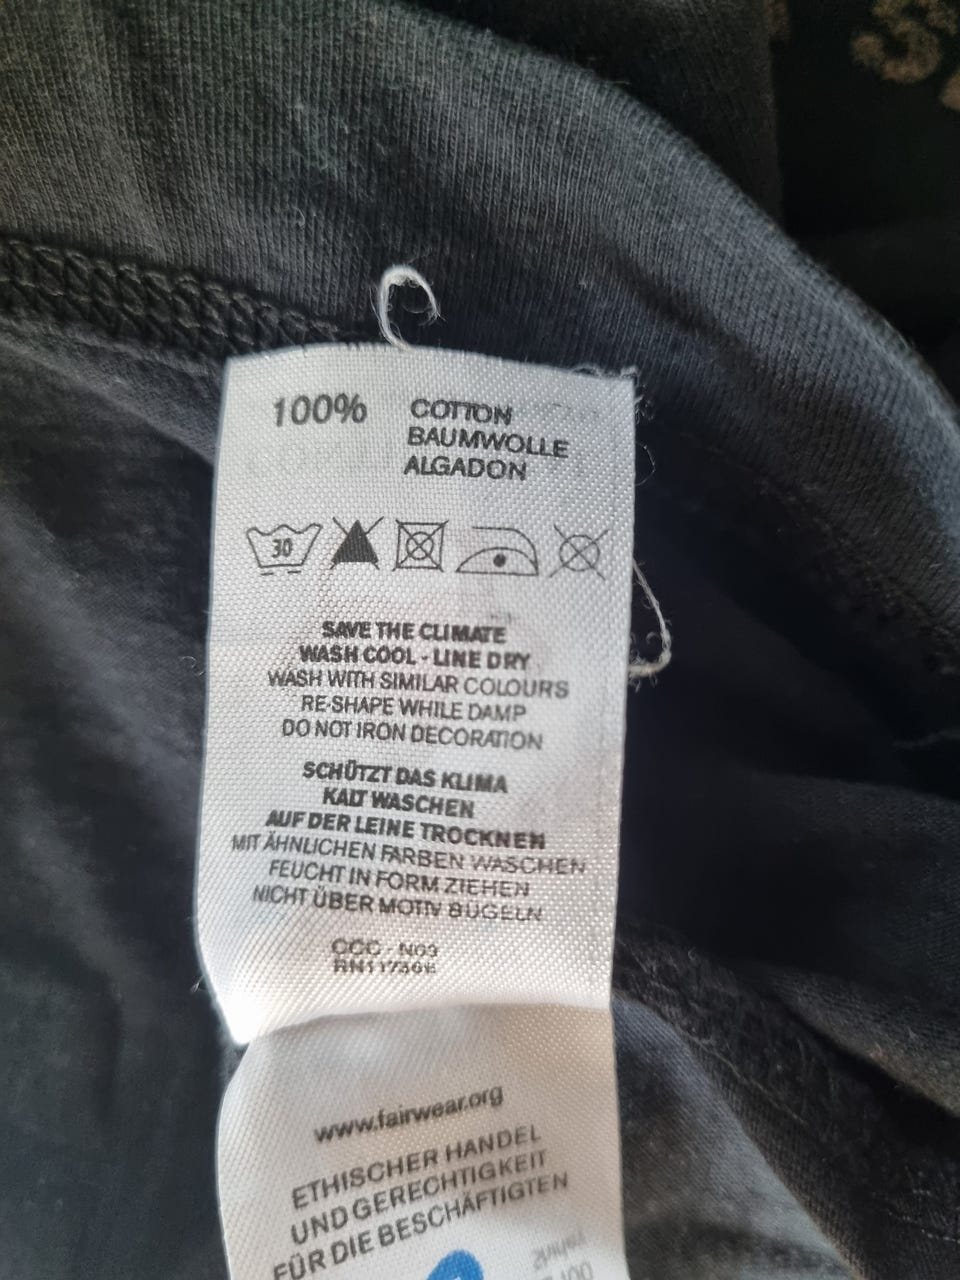 100% COTTON
BAUMWOLLE
ALGADON
30
SAVE THE CLIMATE
WASH COOL - LINE DRY
WASH WITH SIMILAR COLOURS
RE-SHAPE WHILE DAMP
DO NOT IRON DECORATION
SCHÜTZT DAS KLIMA
KALT WASCHEN
AUF DER LEINE TROCKNEN
MIT ÄHNLICHEN FARBEN WASCHEN
FEUCHT IN FORM ZIEHEN
NICHT ÜBER MOTIV BÜGELN
CCC - N03
www.fairwear.org
ETHISCHER HANDEL
UND GERECHTIGKEIT
FÜR DIE BESCHÄFTIGTEN